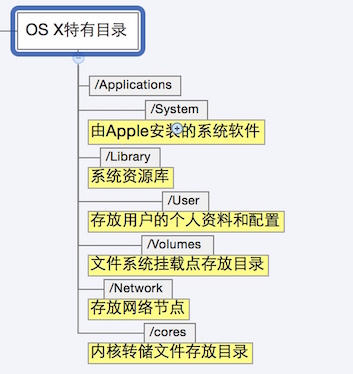 OS X特有目录
/Applications
/System
由Apple安装的系统软件
/Library
系统资源库
/User
存放用户的个人资料和配置
/Volumes
文件系统挂载点存放目录
/Network
存放网络节点
/cores
内核转储文件存放目录